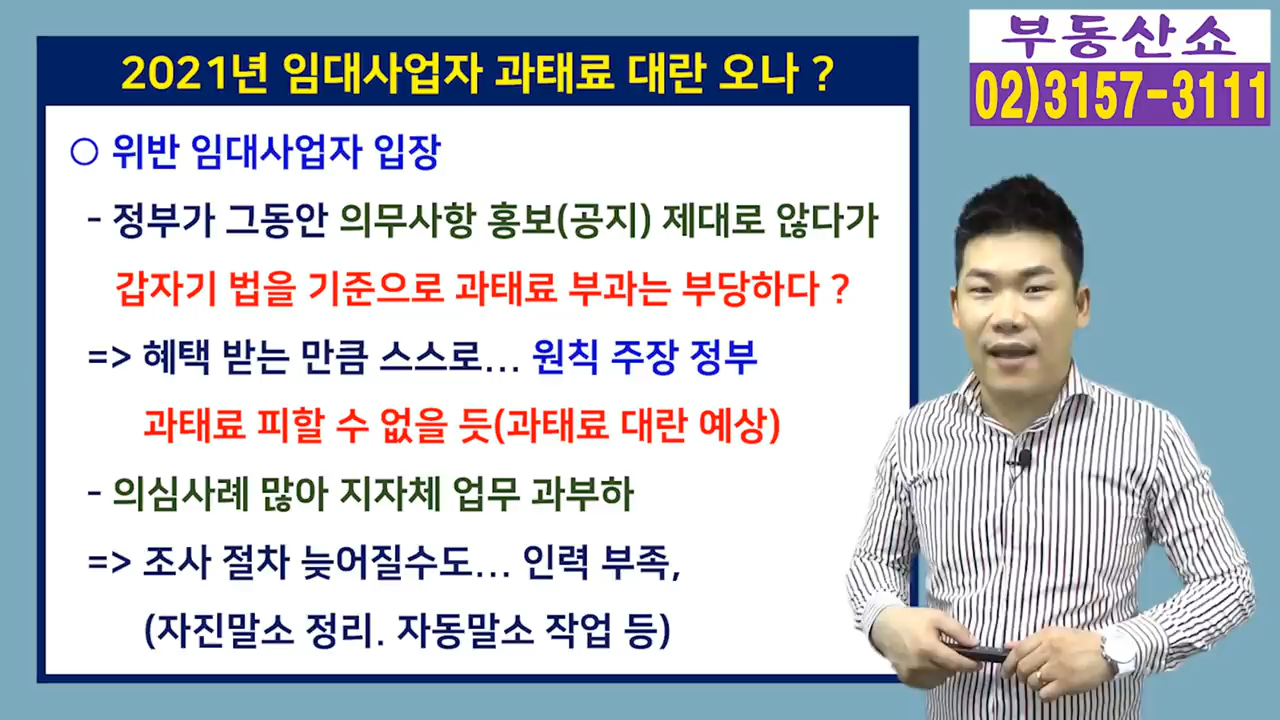 2021년 임대사업자 과태료 대란 오나 ?
부동산쇼
02)3157-3111
○ 위반 임대사업자 입장
- 정부가 그동안 의무사항 홍보(공지) 제대로 않다가
갑자기 법을 기준으로 과태료 부과는 부당하다 ?
=> 혜택 받는 만큼 스스로... 원칙 주장 정부
과태료 피할 수 없을 듯(과태료 대란 예상)
- 의심사례 많아 지자체 업무 과부하
=> 조사 절차 늦어질수도... 인력 부족,
(자진말소 정리. 자동말소 작업 등)